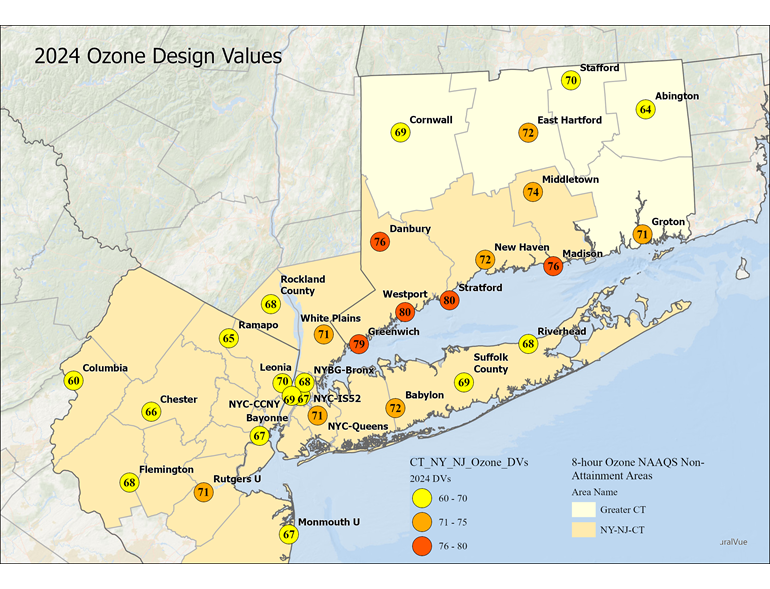 2024 Ozone Design Values
Stafford
70
Abington
64
Cornwall
69
East Hartford
72
Middletown
74
Groton
71
Danbury
76
New Haven
72
Madison
76
Stratford
80
Westport
80
Greenwich
79
Rockland
County
68
White Plains
71
Ramapo
65
Riverhead
68
Suffolk
County
69
Columbia
60
Leonia
70
NYBG-Bronx
68
Chester
66
NYC-CCNY
69
67
NYC-IS52
Babylon
72
71
NYC-Queens
Bayonne
67
Flemington
68
Rutgers U
71
Monmouth U
67
CT_NY_NJ_Ozone_DVs
2024 DVs
60 - 70
71 - 75
76 - 80
8-hour Ozone NAAQS Non-
Attainment Areas
Area Name
Greater CT
NY-NJ-CT
uralVue